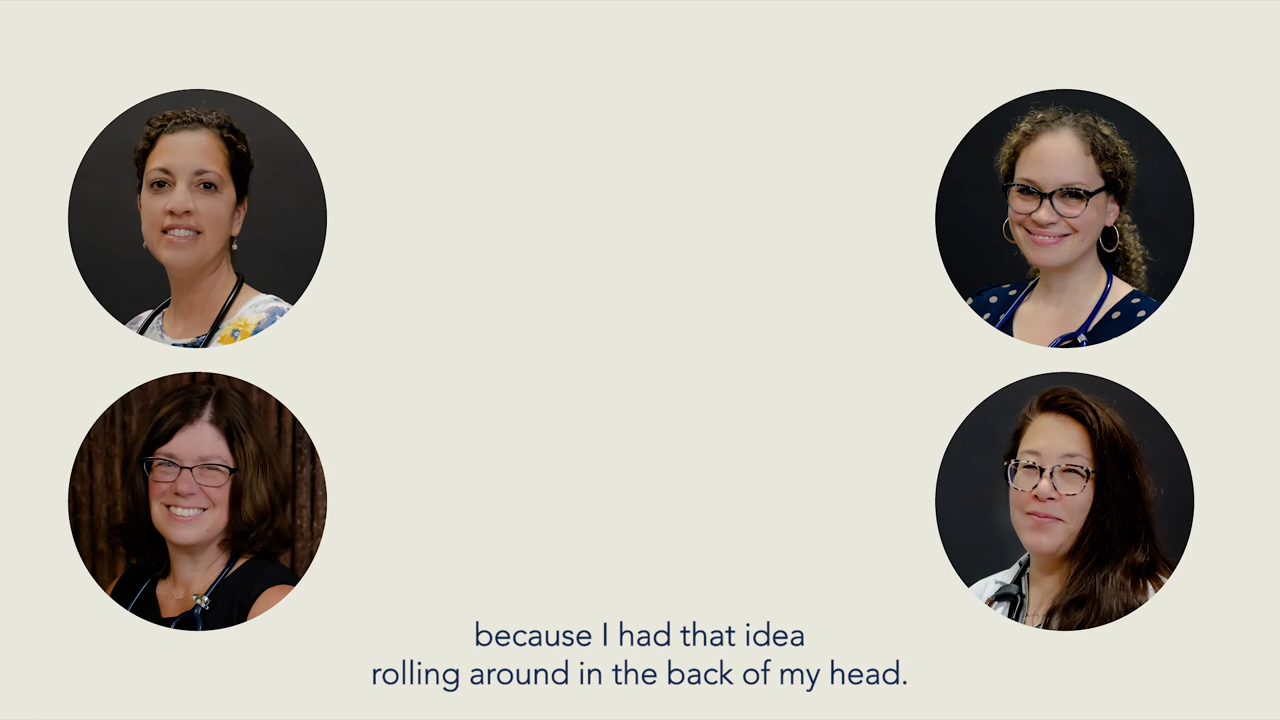 because I had that idea
rolling around in the back of my head.